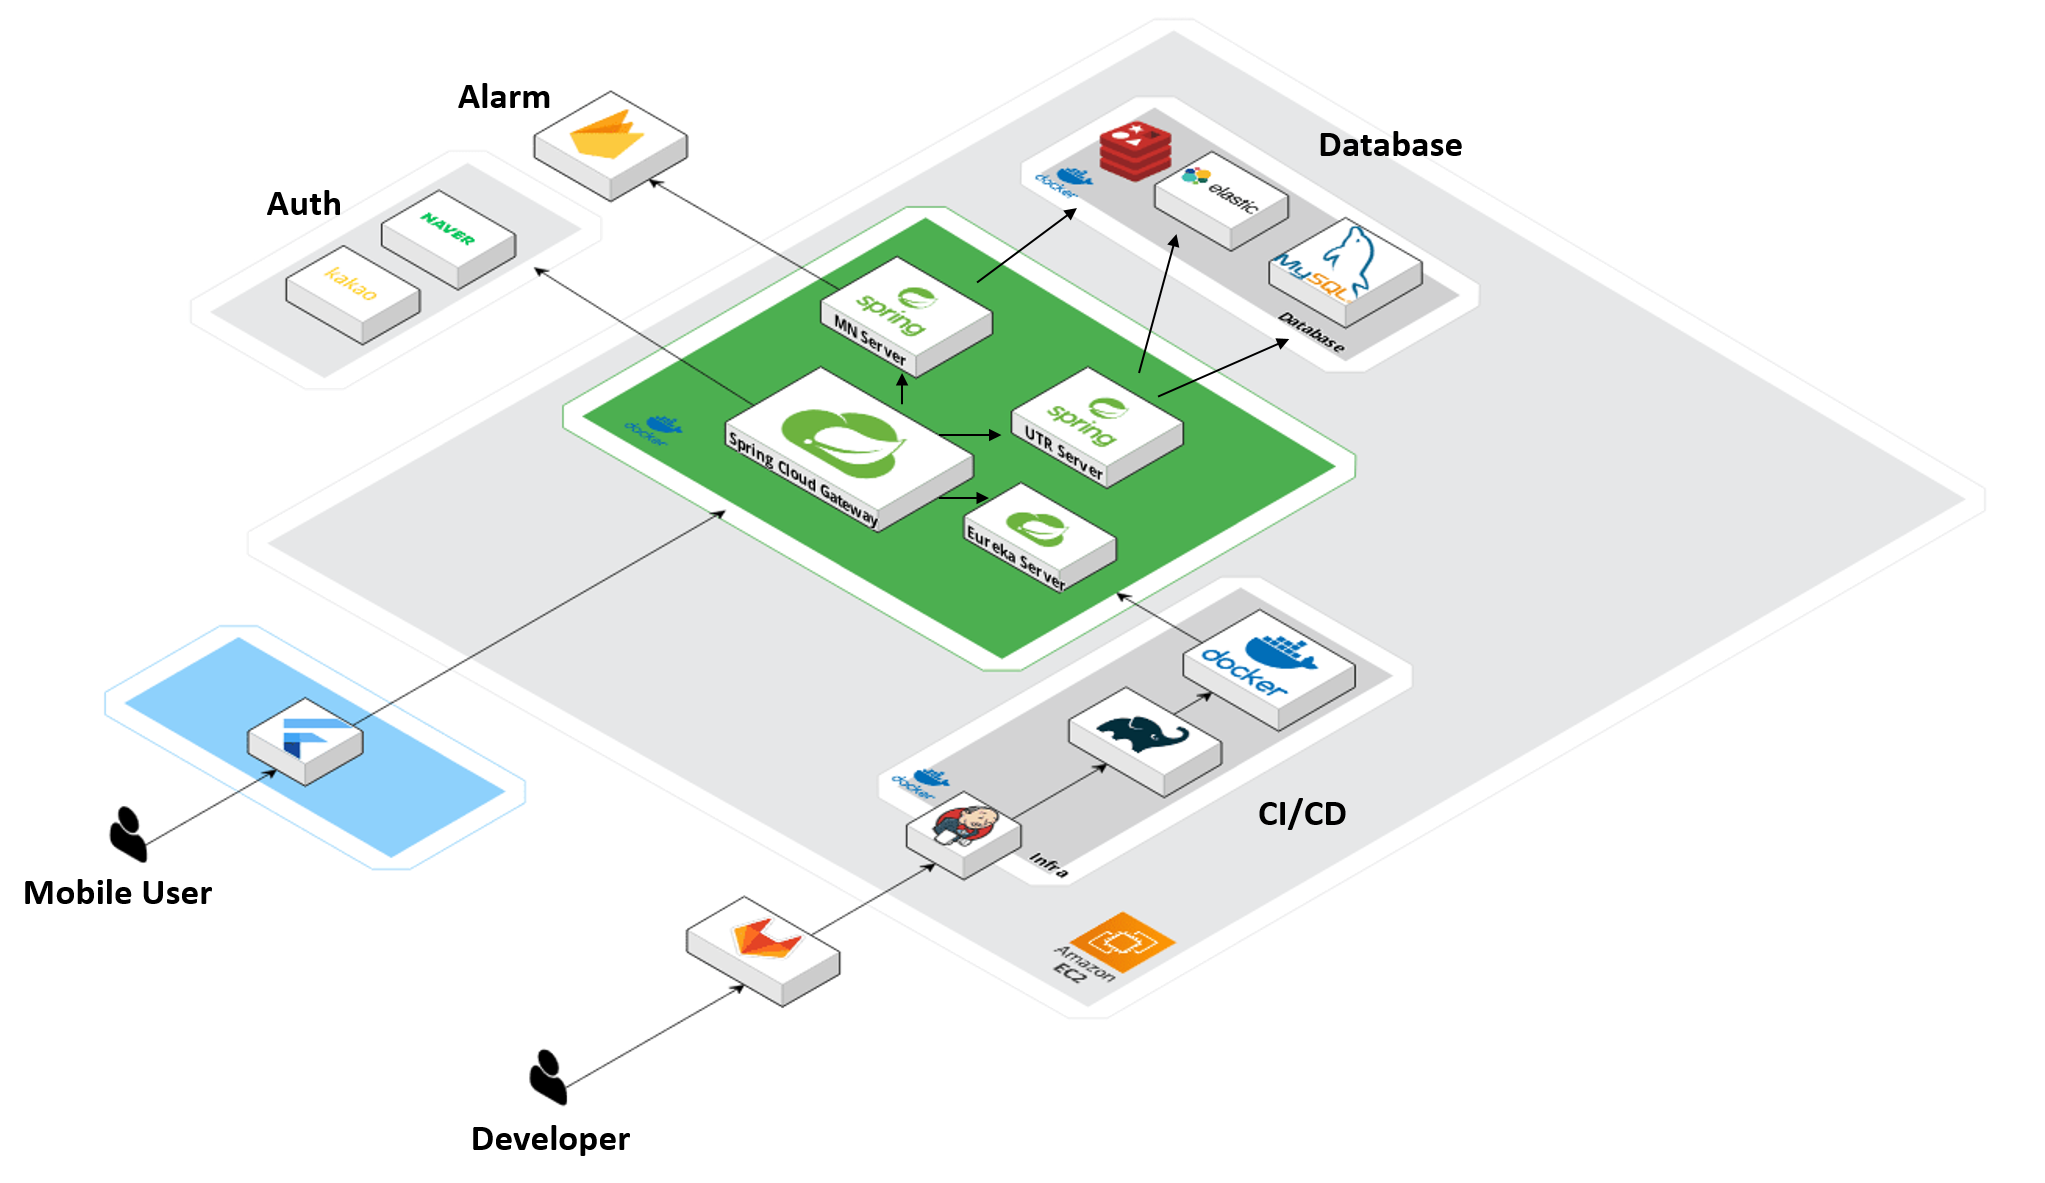 Alarm
Database
Auth
NAVER
kakao
docker
elastic
MySQL
Database
spring
MN Server
docker
Spring Cloud Gateway
spring
UTR Server
Eureka Server
docker
docker
Infra
CI/CD
Mobile User
Amazon
EC2
Developer